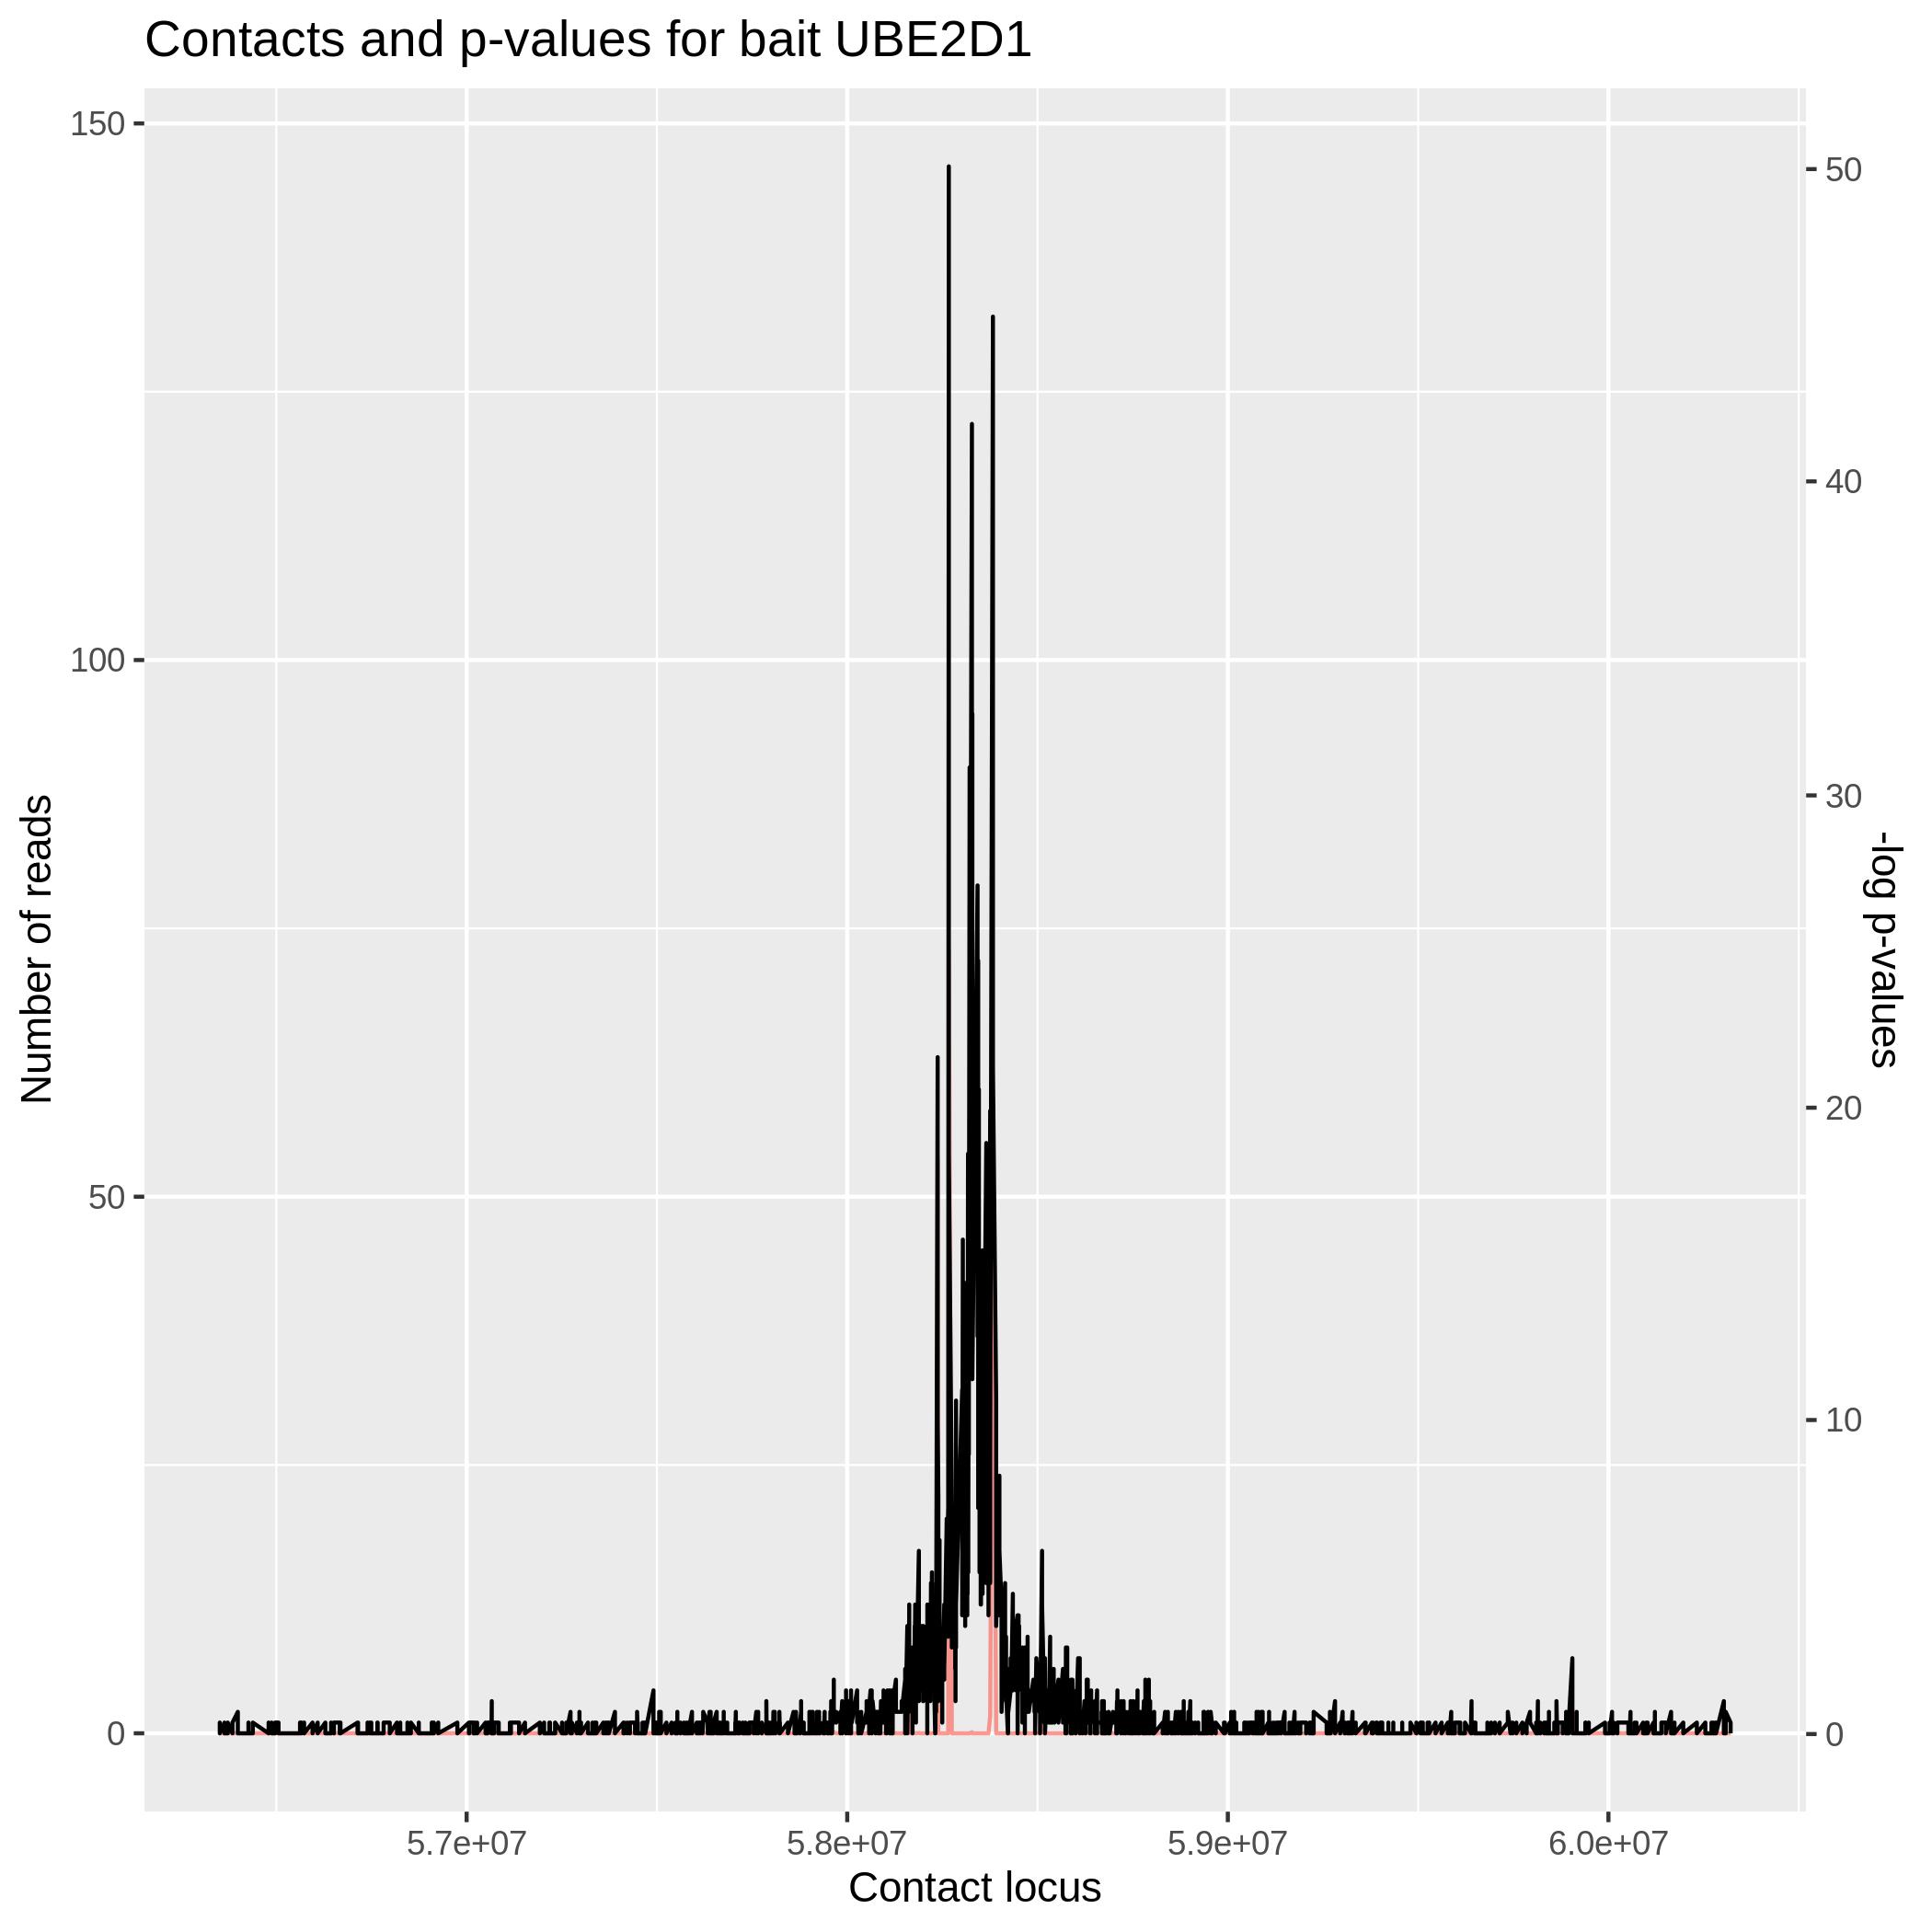 Contacts and p-values for bait UBE2D1
150
100
50
0
Number of reads
50
40
30
20
10
0
-log p-values
5.7e+07
5.8e+07
5.9e+07
6.0e+07
Contact locus